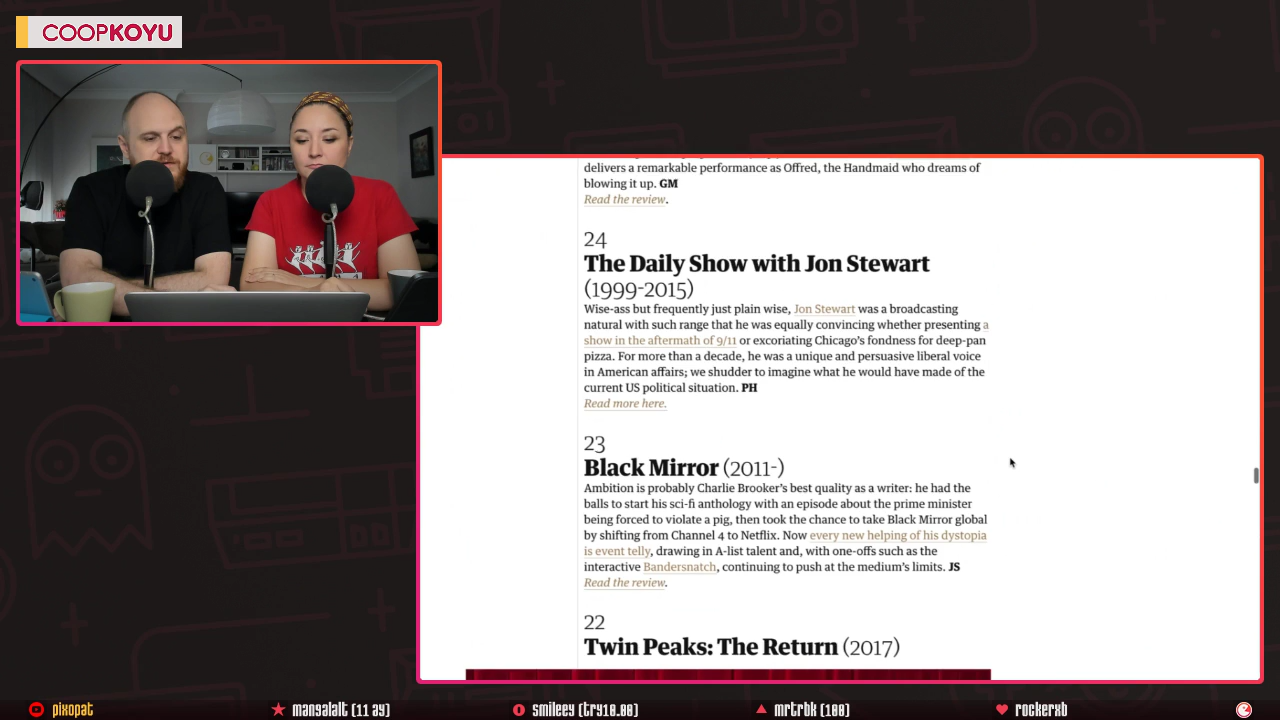 COOPKOYU
delivers a remarkable performance as Offred, the Handmaid who dreams of
blowing it up. GM
Read the review.
24
The Daily Show with Jon Stewart
(1999-2015)
Wise-ass but frequently just plain wise, Jon Stewart was a broadcasting
natural with such range that he was equally convincing whether presenting a
show in the aftermath of 9/11 or excoriating Chicago’s fondness for deep-pan
pizza. For more than a decade, he was a unique and persuasive liberal voice
in American affairs; we shudder to imagine what he would have made of the
current US political situation. PH
Read more here.
23
Black Mirror (2011-)
Ambition is probably Charlie Brooker’s best quality as a writer: he had the
balls to start his sci-fi anthology with an episode about the prime minister
being forced to violate a pig, then took the chance to take Black Mirror global
by shifting from Channel 4 to Netflix. Now every new helping of his dystopia
is event telly, drawing in A-list talent and, with one-offs such as the
interactive Bandersnatch, continuing to push at the medium’s limits. JS
Read the review.
22
Twin Peaks: The Return (2017)
pixopat
mangalalt (11 ay)
smileey (try10.00)
mrtrbk (100)
rockerxb